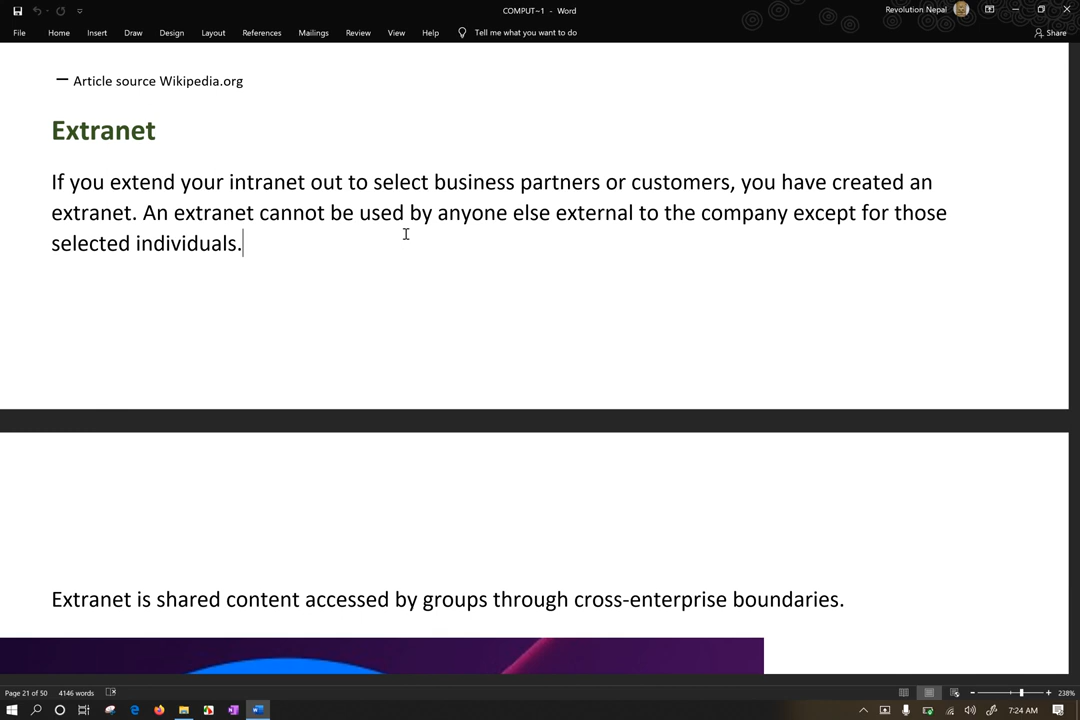 COMPUT~1 - Word
Revolution Nepal
File Home Insert Draw Design Layout References Mailings Review View Help Tell me what you want to do Share
— Article source Wikipedia.org
Extranet
If you extend your intranet out to select business partners or customers, you have created an
extranet. An extranet cannot be used by anyone else external to the company except for those
selected individuals.
Extranet is shared content accessed by groups through cross-enterprise boundaries.
Page 21 of 50 4146 words 238%
7:24 AM